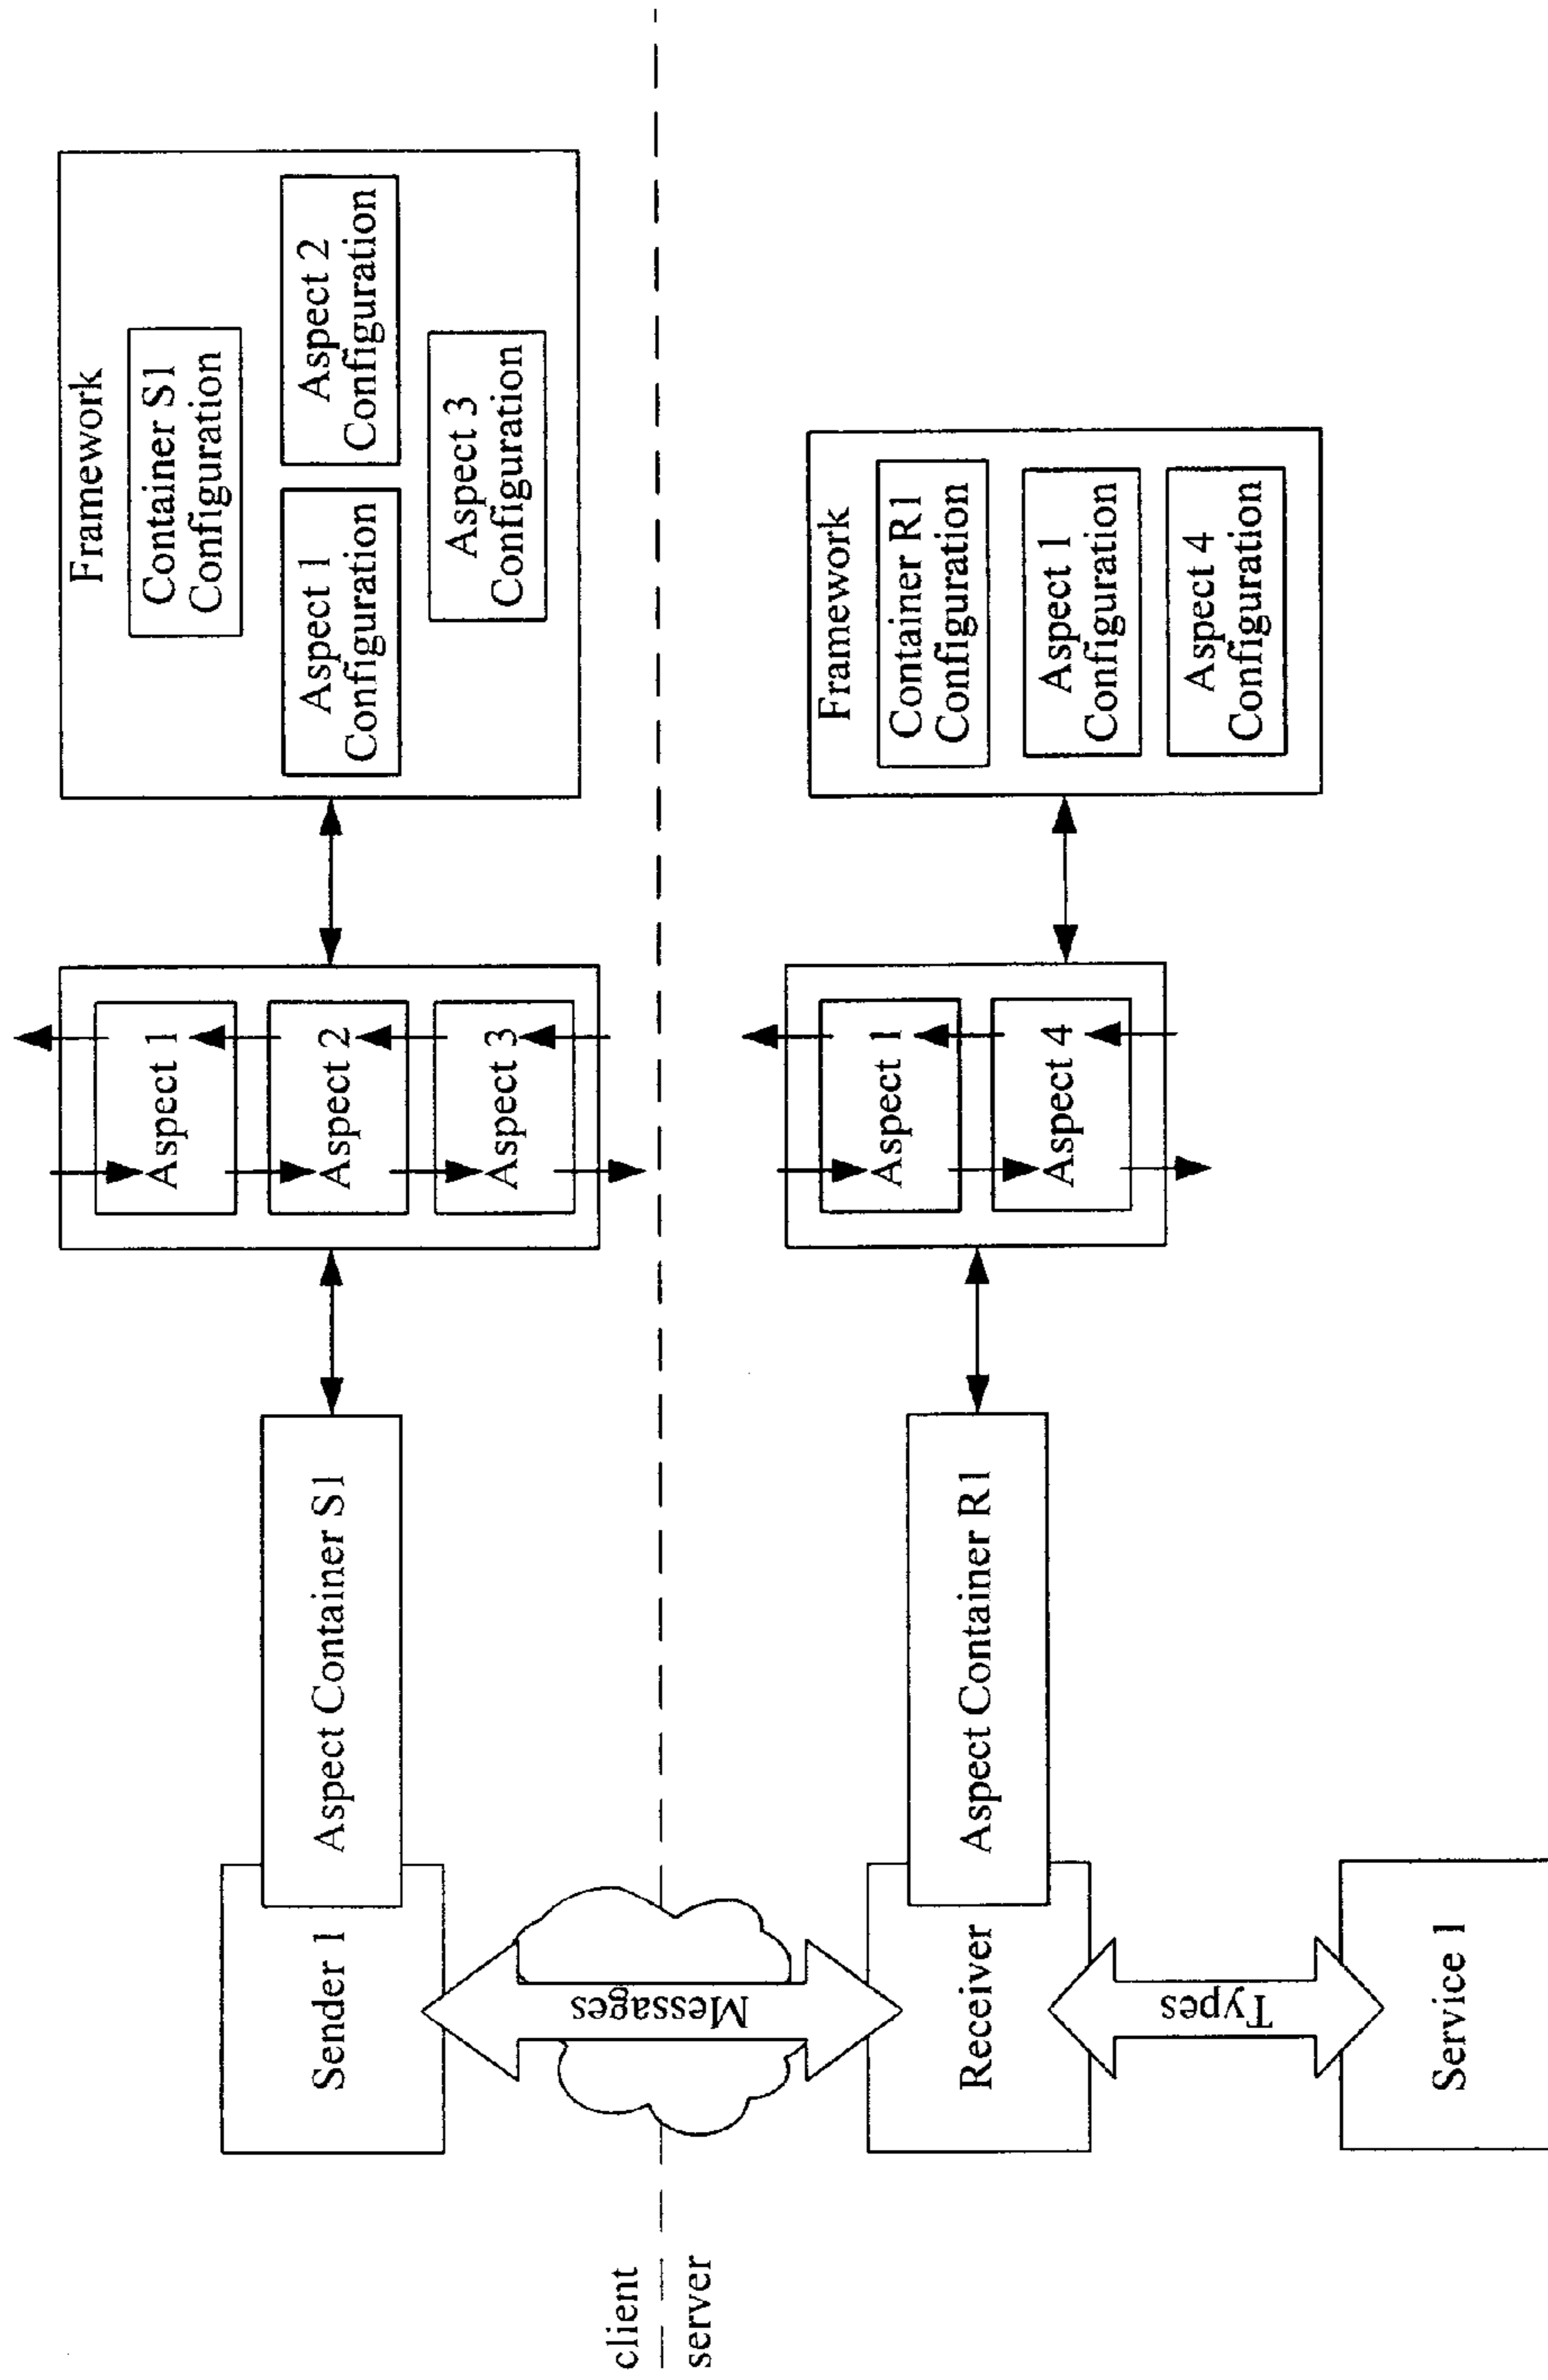 client
server
Sender 1
Aspect Container S1
Aspect 1
Aspect 2
Aspect 3
Framework
Container S1
Configuration
Aspect 1
Configuration
Aspect 2
Configuration
Aspect 3
Configuration
Messages
Receiver
Aspect Container R1
Aspect 1
Aspect 4
Framework
Container R1
Configuration
Aspect 1
Configuration
Aspect 4
Configuration
Types
Service 1